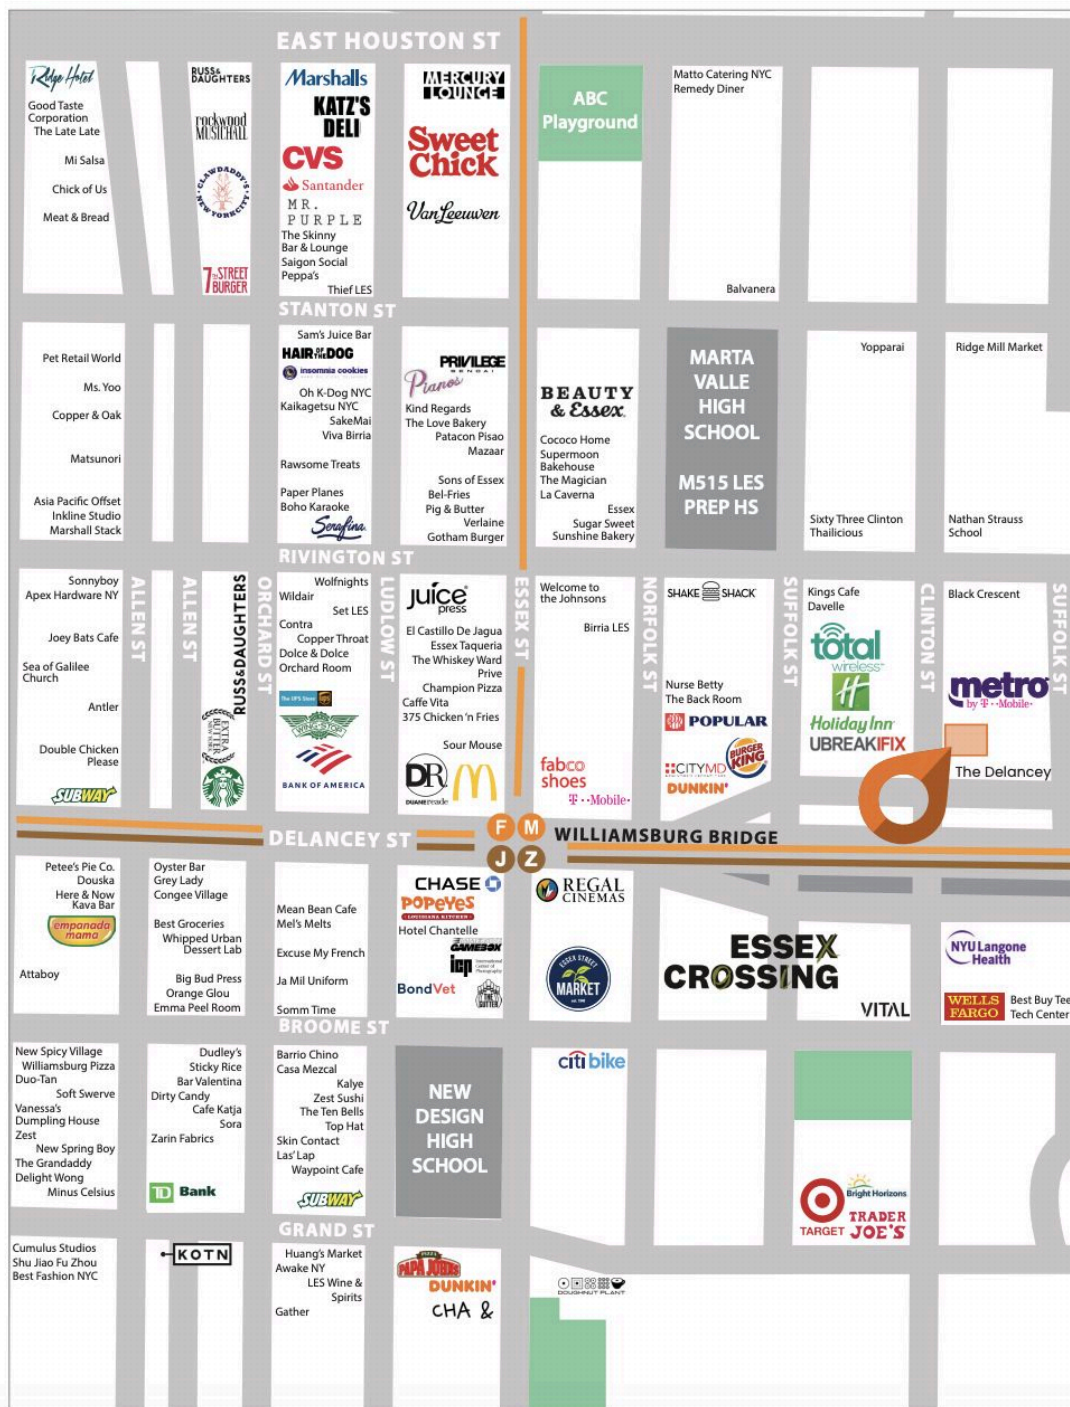 EAST HOUSTON ST
Ridge Hotel
Good Taste
Corporation
The Late Late
Mi Salsa
Chick of Us
Meat & Bread
RUSS&
DAUGHTERS
rockwood
MUSIC HALL
CLAWDADDY'S
NEW YORK CITY
7TH STREET
BURGER
Marshalls
KATZ'S
DELI
CVS
Santander
MR.
PURPLE
The Skinny
Bar & Lounge
Saigon Social
Peppa's
Thief LES
MERCURY
LOUNGE
Sweet
Chick
Van Leeuwen
ABC
Playground
Matto Catering NYC
Remedy Diner
Balvanera
STANTON ST
Pet Retail World
Ms. Yoo
Copper & Oak
Matsunori
Asia Pacific Offset
Inkline Studio
Marshall Stack
Sam's Juice Bar
HAIR OF THE DOG
insomnia cookies
Oh K-Dog NYC
Kaikagetsu NYC
SakeMai
Viva Birria
Rawsome Treats
Paper Planes
Boho Karaoke
Serafina
PRIVILEGE
BENDAI
Pianos
Kind Regards
The Love Bakery
Patacon Pisao
Mazaar
Sons of Essex
Bel-Fries
Pig & Butter
Verlaine
Gotham Burger
BEAUTY
& Essex
Cococo Home
Supermoon
Bakehouse
The Magician
La Caverna
Essex
Sugar Sweet
Sunshine Bakery
MARTA
VALLE
HIGH
SCHOOL
M515 LES
PREP HS
Yopparai
Sixty Three Clinton
Thailicious
Ridge Mill Market
Nathan Strauss
School
RIVINGTON ST
Sonnyboy
Apex Hardware NY
Joey Bats Cafe
Sea of Galilee
Church
Antler
Double Chicken
Please
SUBWAY
ALLEN ST
ALLEN ST
RUSS&DAUGHTERS
EXTRA
BUTTER
NEW YORK
ORCHARD ST
Wolfnights
Wildair
Set LES
Contra
Copper Throat
Dolce & Dolce
Orchard Room
The UPS Store
ups
WINGSTOP
BANK OF AMERICA
LUDLOW ST
juice
press
El Castillo De Jagua
Essex Taqueria
The Whiskey Ward
Prive
Champion Pizza
Caffe Vita
375 Chicken 'n Fries
Sour Mouse
DR
DUANEreade
ESSEX ST
Welcome to
the Johnsons
Birria LES
fabco
shoes
T-Mobile
NORFOLK ST
SHAKE SHACK
Nurse Betty
The Back Room
POPULAR
CITYMD
BURGER
KING
DUNKIN'
SUFFOLK ST
Kings Cafe
Davelle
total
wireless
H
Holiday Inn
UBREAKIFIX
CLINTON ST
Black Crescent
metro
by T-Mobile
The Delancey
SUFFOLK ST
DELANCEY ST
F M
J Z
WILLIAMSBURG BRIDGE
Petee's Pie Co.
Douska
Here & Now
Kava Bar
empanada
mama
Attaboy
Oyster Bar
Grey Lady
Congee Village
Best Groceries
Whipped Urban
Dessert Lab
Big Bud Press
Orange Glou
Emma Peel Room
Mean Bean Cafe
Mel's Melts
Excuse My French
Ja Mil Uniform
Somm Time
CHASE
POPEYES
LOUISIANA KITCHEN
Hotel Chantelle
GAMEBOX
icp
International
Center of
Photography
BondVet
THE
GUTTER
REGAL
CINEMAS
ESSEX STREET
MARKET
ESSEX
CROSSING
VITAL
NYU Langone
Health
WELLS
FARGO
Best Buy Tee
Tech Center
BROOME ST
New Spicy Village
Williamsburg Pizza
Duo-Tan
Soft Swerve
Vanessa's
Dumpling House
Zest
New Spring Boy
The Grandaddy
Delight Wong
Minus Celsius
Dudley's
Sticky Rice
Bar Valentina
Dirty Candy
Cafe Katja
Sora
Zarin Fabrics
TD Bank
Barrio Chino
Casa Mezcal
Kalye
Zest Sushi
The Ten Bells
Top Hat
Skin Contact
Las' Lap
Waypoint Cafe
SUBWAY
NEW
DESIGN
HIGH
SCHOOL
citi bike
TARGET
Bright Horizons
TRADER
JOE'S
GRAND ST
Cumulus Studios
Shu Jiao Fu Zhou
Best Fashion NYC
KOTN
Huang's Market
Awake NY
LES Wine &
Spirits
Gather
PIZZA
PAPA JOHNS
DUNKIN'
CHA &
DOUGHNUT PLANT